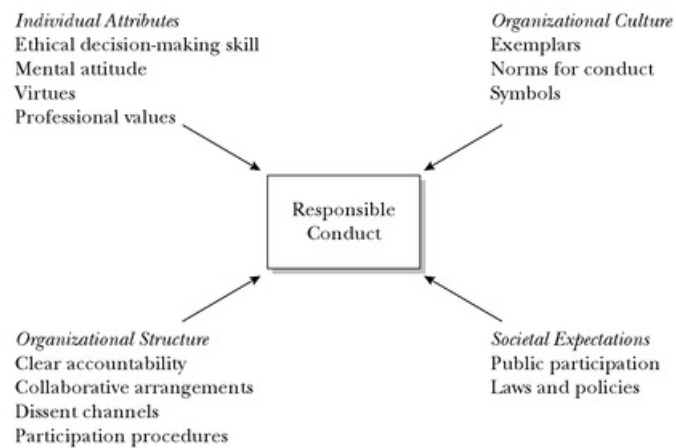 Individual Attributes
Ethical decision-making skill
Mental attitude
Virtues
Professional values
Organizational Culture
Exemplars
Norms for conduct
Symbols
Responsible
Conduct
Organizational Structure
Clear accountability
Collaborative arrangements
Dissent channels
Participation procedures
Societal Expectations
Public participation
Laws and policies